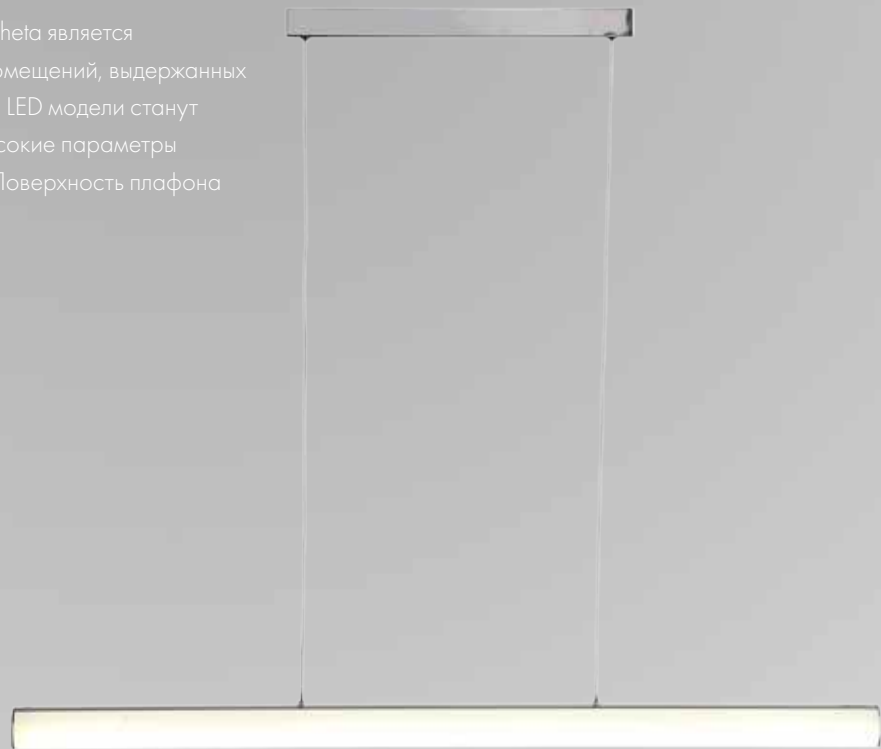 heta является
омещений, выдержанных
LED модели станут
сокие параметры
Поверхность плафона